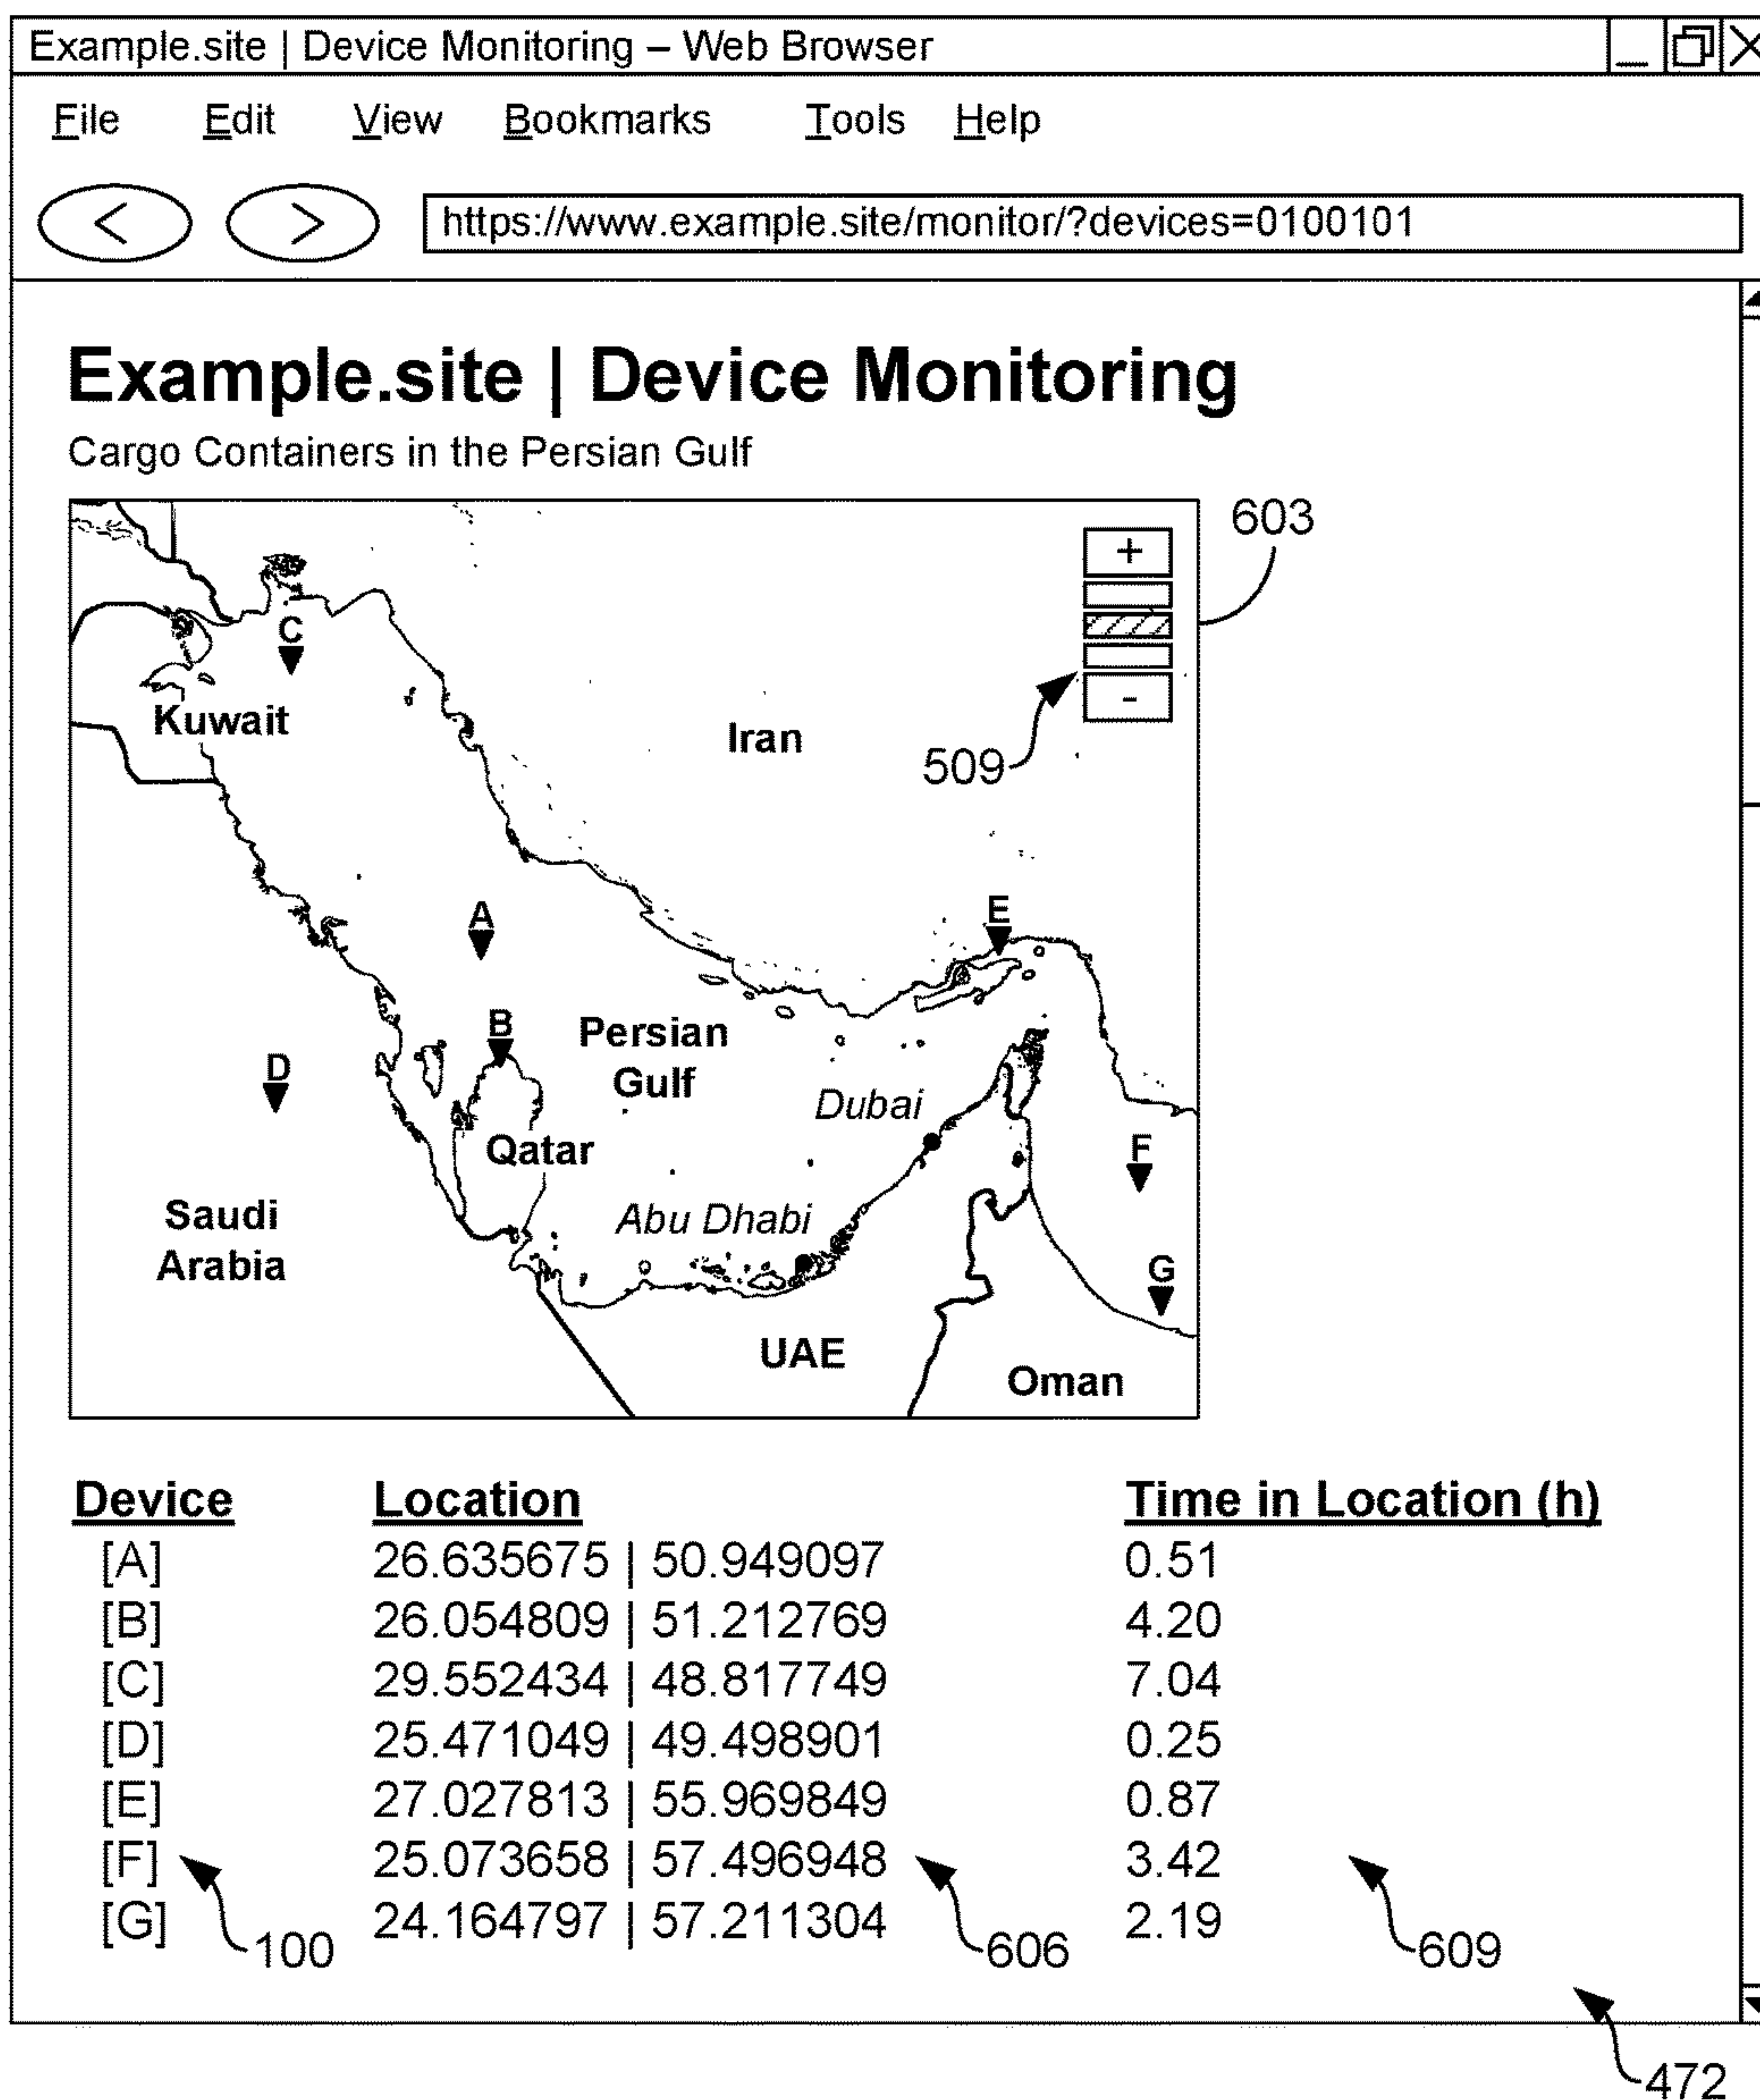 Example.site | Device Monitoring – Web Browser
File Edit View Bookmarks Tools Help
< > https://www.example.site/monitor/?devices=0100101
Example.site | Device Monitoring
Cargo Containers in the Persian Gulf
603
+
C
Kuwait
Iran
-
509
A
E
B
Persian
Gulf
D
Dubai
Qatar
F
Saudi
Arabia
Abu Dhabi
G
UAE
Oman
Device Location Time in Location (h)
[A] 26.635675 | 50.949097 0.51
[B] 26.054809 | 51.212769 4.20
[C] 29.552434 | 48.817749 7.04
[D] 25.471049 | 49.498901 0.25
[E] 27.027813 | 55.969849 0.87
[F] 25.073658 | 57.496948 3.42
[G] 24.164797 | 57.211304 2.19
100 606 609
472